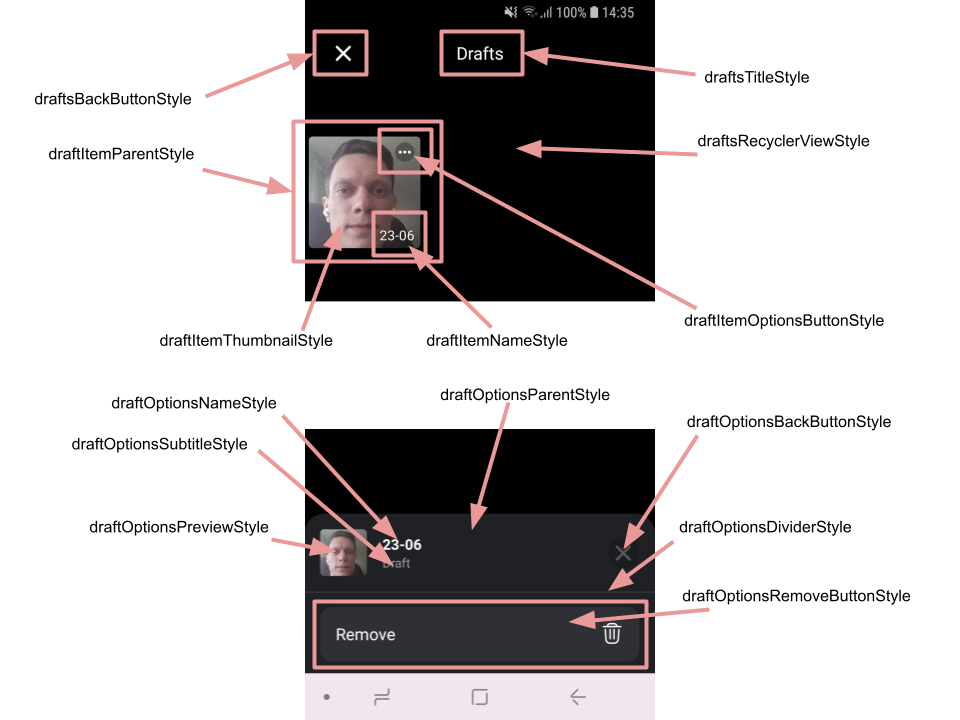 100% 14:35
Drafts
draftsTitleStyle
draftsBackButtonStyle
draftsRecyclerViewStyle
draftItemParentStyle
23-06
draftItemOptionsButtonStyle
draftItemThumbnailStyle
draftItemNameStyle
draftOptionsParentStyle
draftOptionsNameStyle
draftOptionsBackButtonStyle
draftOptionsSubtitleStyle
draftOptionsPreviewStyle
draftOptionsDividerStyle
23-06
Draft
draftOptionsRemoveButtonStyle
Remove